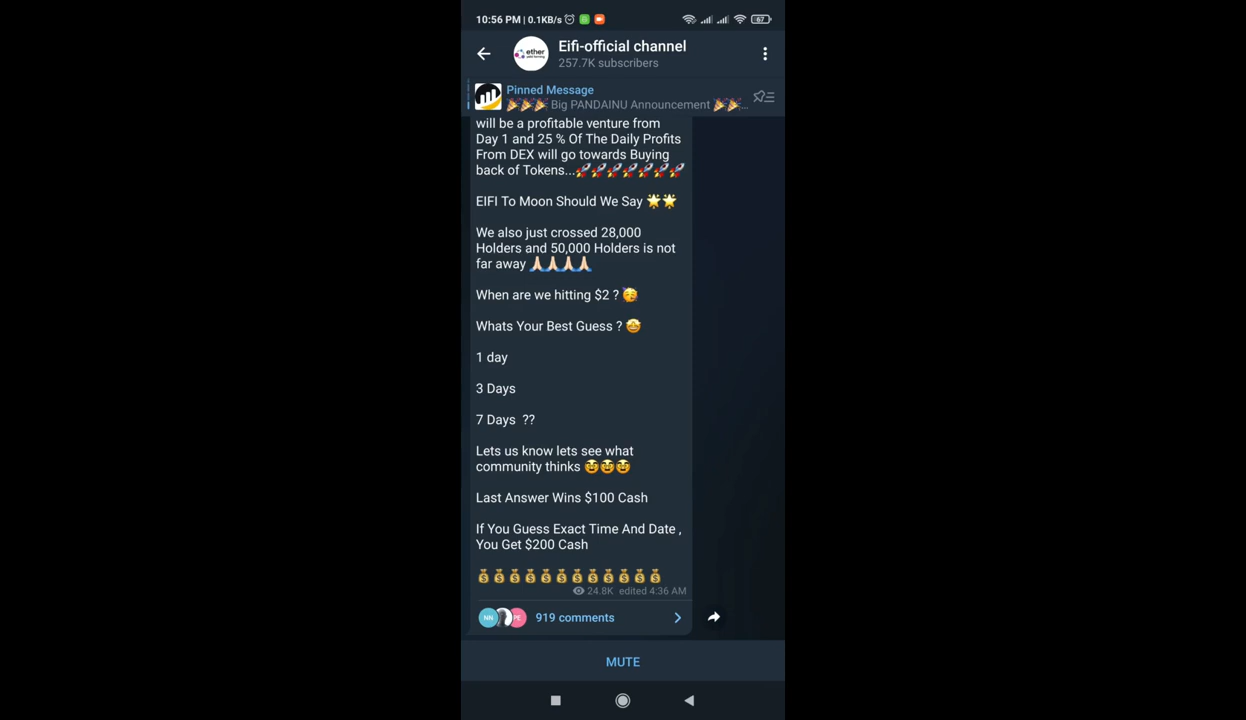 10:56 PM | 0.1KB/s
67
ether
Eifi-official channel
257.7K subscribers
Pinned Message
🎉🎉🎉 Big PANDAINU Announcement 🎉🎉...
will be a profitable venture from
Day 1 and 25 % Of The Daily Profits
From DEX will go towards Buying
back of Tokens...🚀🚀🚀🚀🚀🚀🚀
EIFI To Moon Should We Say 🌟🌟
We also just crossed 28,000
Holders and 50,000 Holders is not
far away 🙏🏻🙏🏻🙏🏻🙏🏻
When are we hitting $2 ? 🥳
Whats Your Best Guess ? 🤩
1 day
3 Days
7 Days  ??
Lets us know lets see what
community thinks 🥸🥸🥸
Last Answer Wins $100 Cash
If You Guess Exact Time And Date ,
You Get $200 Cash
💰💰💰💰💰💰💰💰💰💰💰💰
24.8K edited 4:36 AM
NN PE 919 comments
MUTE